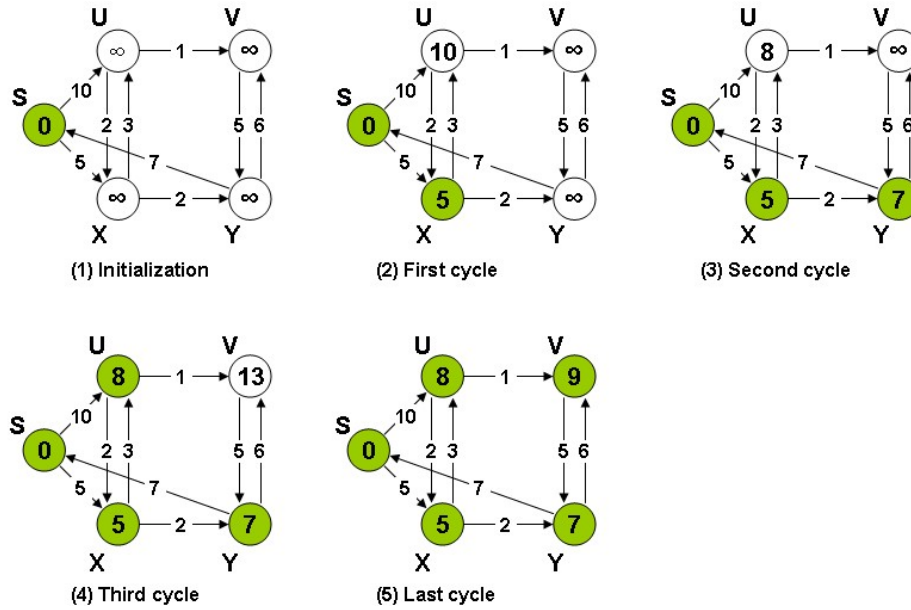 U V U V U V
∞ 1 ∞ 10 1 ∞ 8 1 ∞
S 10 S 10 S 10
0 2 3 5 6 0 2 3 5 6 0 2 3 5 6
5 7 5 7 5 7
∞ 2 ∞ 5 2 ∞ 5 2 7
X Y X Y X Y
(1) Initialization (2) First cycle (3) Second cycle
U V U V
8 1 13 8 1 9
S 10 S 10
0 2 3 5 6 0 2 3 5 6
5 7 5 7
5 2 7 5 2 7
X Y X Y
(4) Third cycle (5) Last cycle